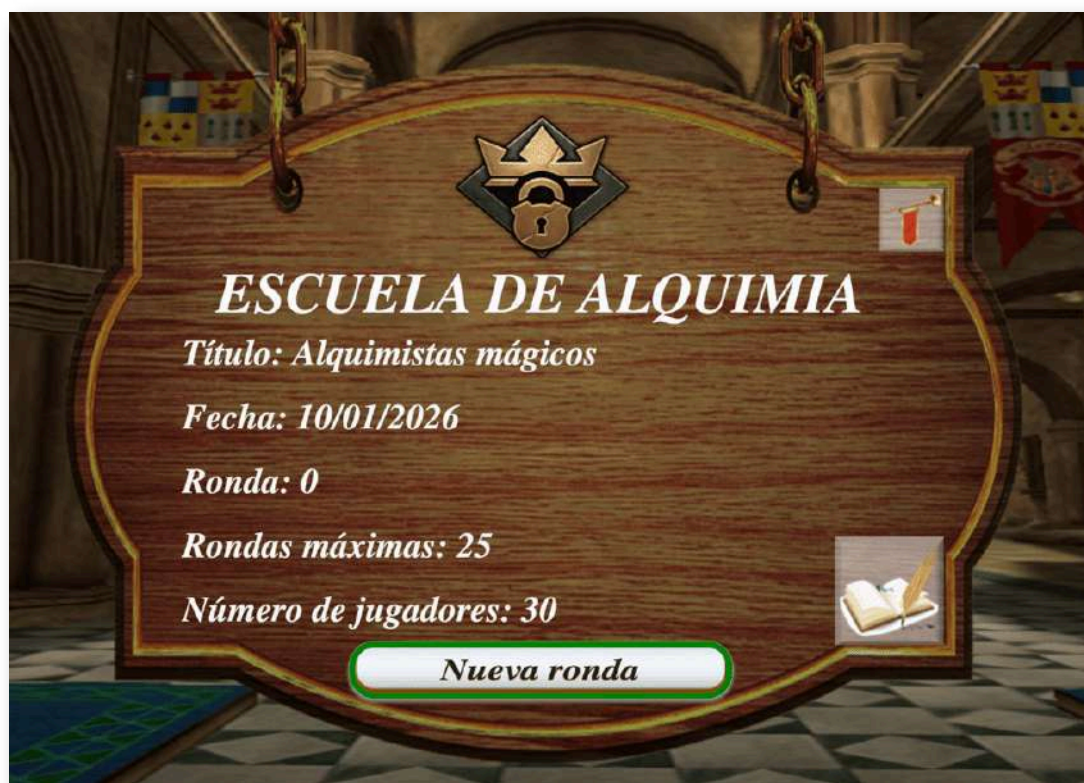 ESCUELA DE ALQUIMIA
Título: Alquimistas mágicos
Fecha: 10/01/2026
Ronda: 0
Rondas máximas: 25
Número de jugadores: 30
Nueva ronda